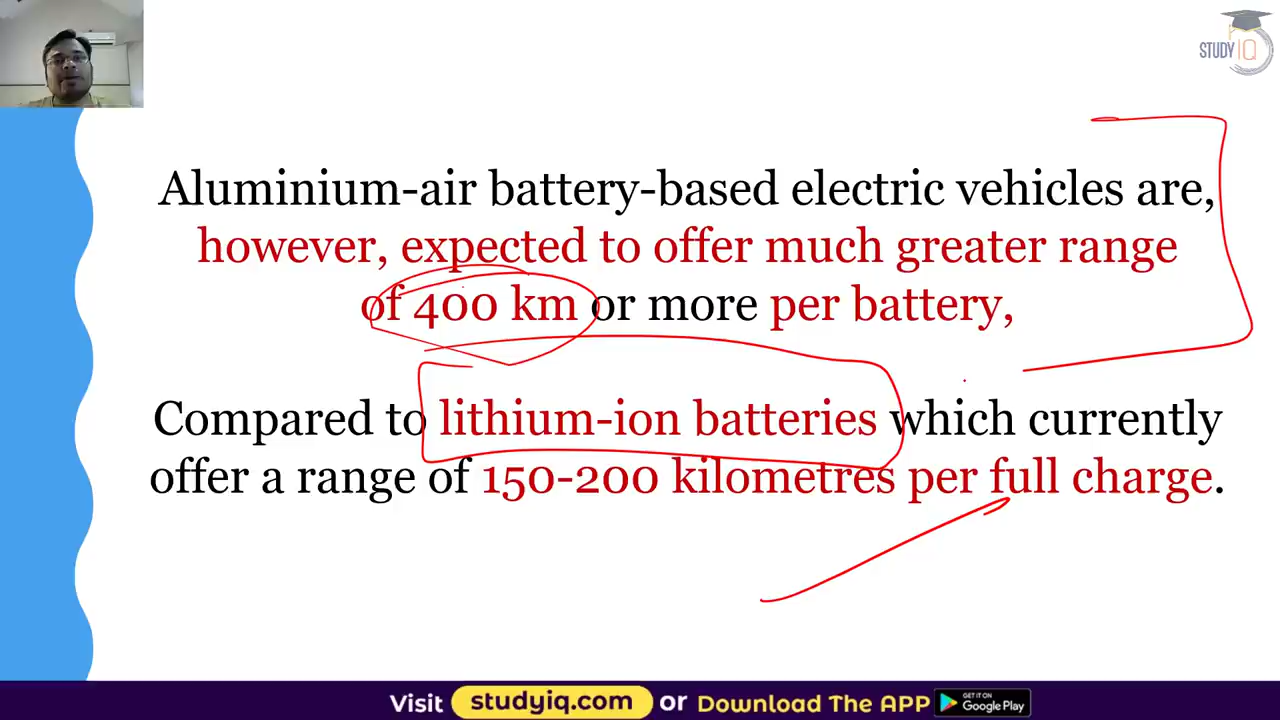 STUDY IQ
Aluminium-air battery-based electric vehicles are,
however, expected to offer much greater range
of 400 km or more per battery,
Compared to lithium-ion batteries which currently
offer a range of 150-200 kilometres per full charge.
Visit studyiq.com or Download The APP GET IT ON Google Play